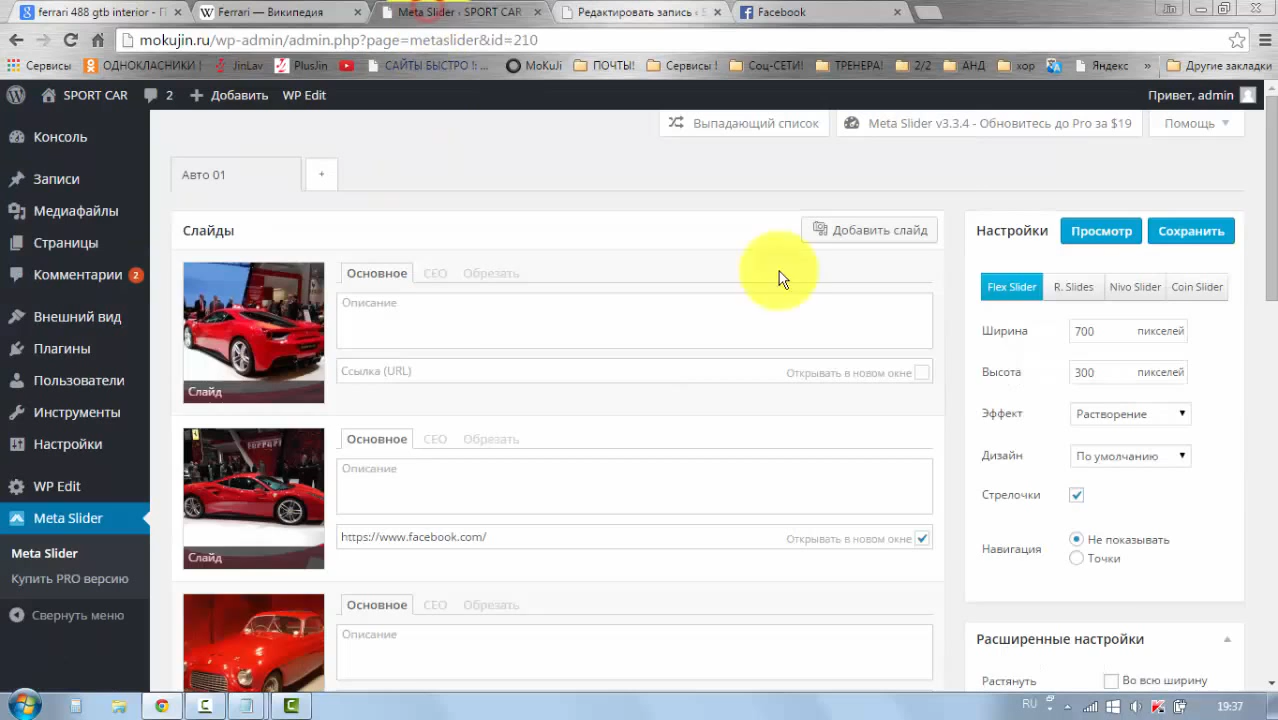 ferrari 488 gtb interior - П
Ferrari — Википедия
Meta Slider ‹ SPORT CAR
Редактировать запись ‹ S
Facebook
mokujin.ru/wp-admin/admin.php?page=metaslider&id=210
Сервисы
ОДНОКЛАСНИКИ !
JinLav
PlusJin
САЙТЫ БЫСТРО !: ...
MoKuJi
ПОЧТЫ!
Сервисы !
Соц-СЕТИ!
ТРЕНЕРА!
2/2
АНД
хор
Яндекс
»
Другие закладки
SPORT CAR
2
Добавить
WP Edit
Привет, admin
Консоль
Записи
Медиафайлы
Страницы
Комментарии 2
Внешний вид
Плагины
Пользователи
Инструменты
Настройки
WP Edit
Meta Slider
Meta Slider
Купить PRO версию
Свернуть меню
Выпадающий список
Meta Slider v3.3.4 - Обновитесь до Pro за $19
Помощь
Авто 01
+
Слайды
Добавить слайд
Основное СЕО Обрезать
Описание
Ссылка (URL)
Открывать в новом окне
Слайд
Основное СЕО Обрезать
Описание
https://www.facebook.com/
Открывать в новом окне
Слайд
Основное СЕО Обрезать
Описание
Настройки
Просмотр
Сохранить
Flex Slider
R. Slides
Nivo Slider
Coin Slider
Ширина 700 пикселей
Высота 300 пикселей
Эффект Растворение
Дизайн По умолчанию
Стрелочки
Навигация
Не показывать
Точки
Расширенные настройки
Растянуть Во всю ширину
RU
19:37